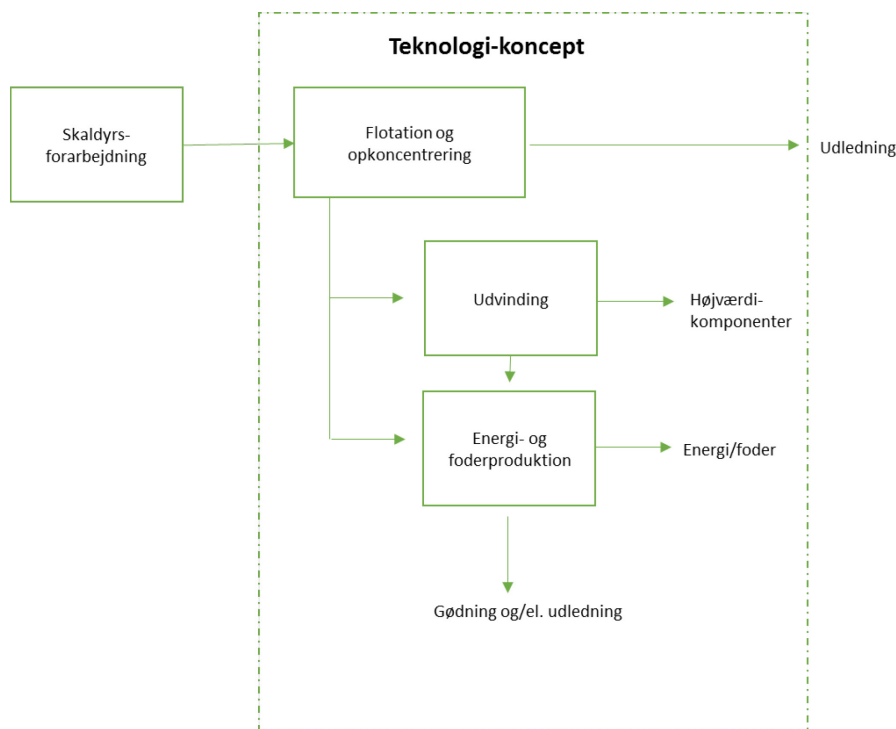 Teknologi-koncept
Skaldyrs-
forarbejdning
Flotation og
opkoncentrering
Udledning
Udvinding
Højværdi-
komponenter
Energi- og
foderproduktion
Energi/foder
Gødning og/el. udledning